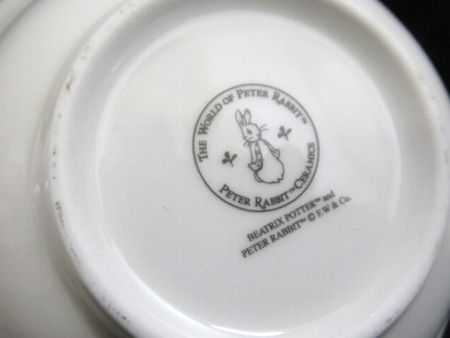 THE WORLD OF PETER RABBIT™
PETER RABBIT™ CERAMICS
BEATRIX POTTER™ and
PETER RABBIT™ © F.W & Co.